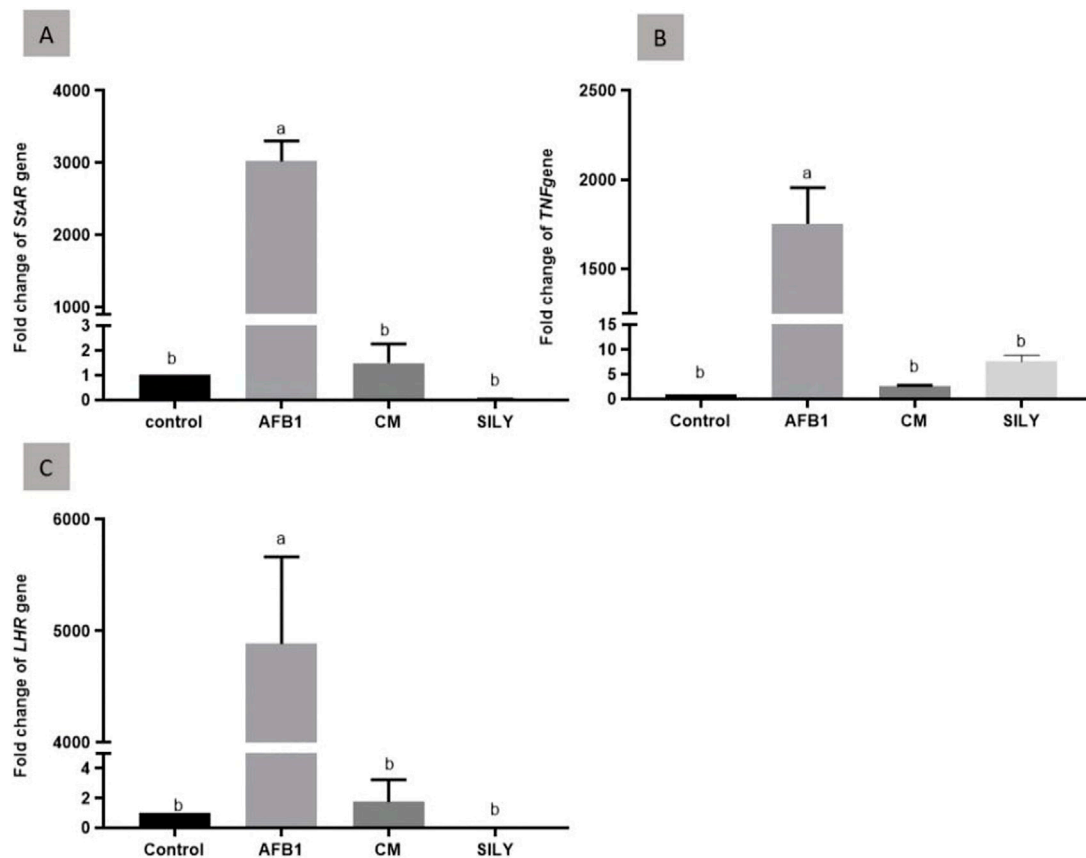 A
Fold change of StAR gene
4000
3000
2000
1000
3
2
1
0
b
a
b
b
control AFB1 CM SILY
B
Fold change of TNFgene
2500
2000
1500
15
10
5
0
b
a
b
b
Control AFB1 CM SILY
C
Fold change of LHR gene
6000
5000
4000
4
2
0
b
a
b
b
Control AFB1 CM SILY